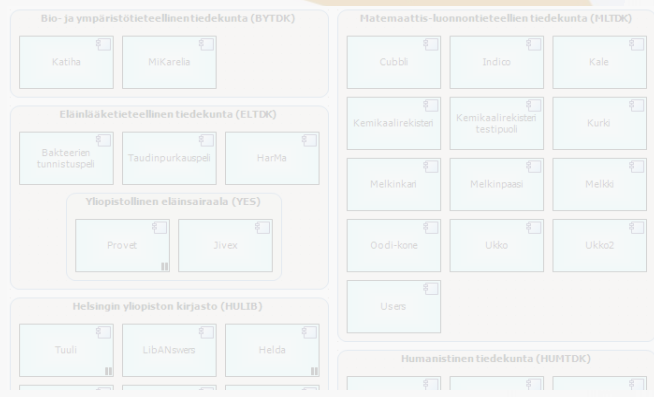 Bio- ja ympäristötieteellinen tiedekunta (BYTDK)
Katiha
MiKarelia
Eläinlääketieteellinen tiedekunta (ELTDK)
Bakteerien
tunnistuspeli
Taudinpurkauspeli
HarMa
Yliopistollinen eläinsairaala (YES)
Provet
Jivex
Helsingin yliopiston kirjasto (HULIB)
Tuuli
LibANswers
Helda
Matemaattis-luonnontieteellien tiedekunta (MLTDK)
Cubbli
Indico
Kale
Kemikaalirekisteri
Kemikaalirekisteri
testipuoli
Kurki
Melkinkari
Melkinpaasi
Melkki
Oodi-kone
Ukko
Ukko2
Users
Humanistinen tiedekunta (HUMTDK)